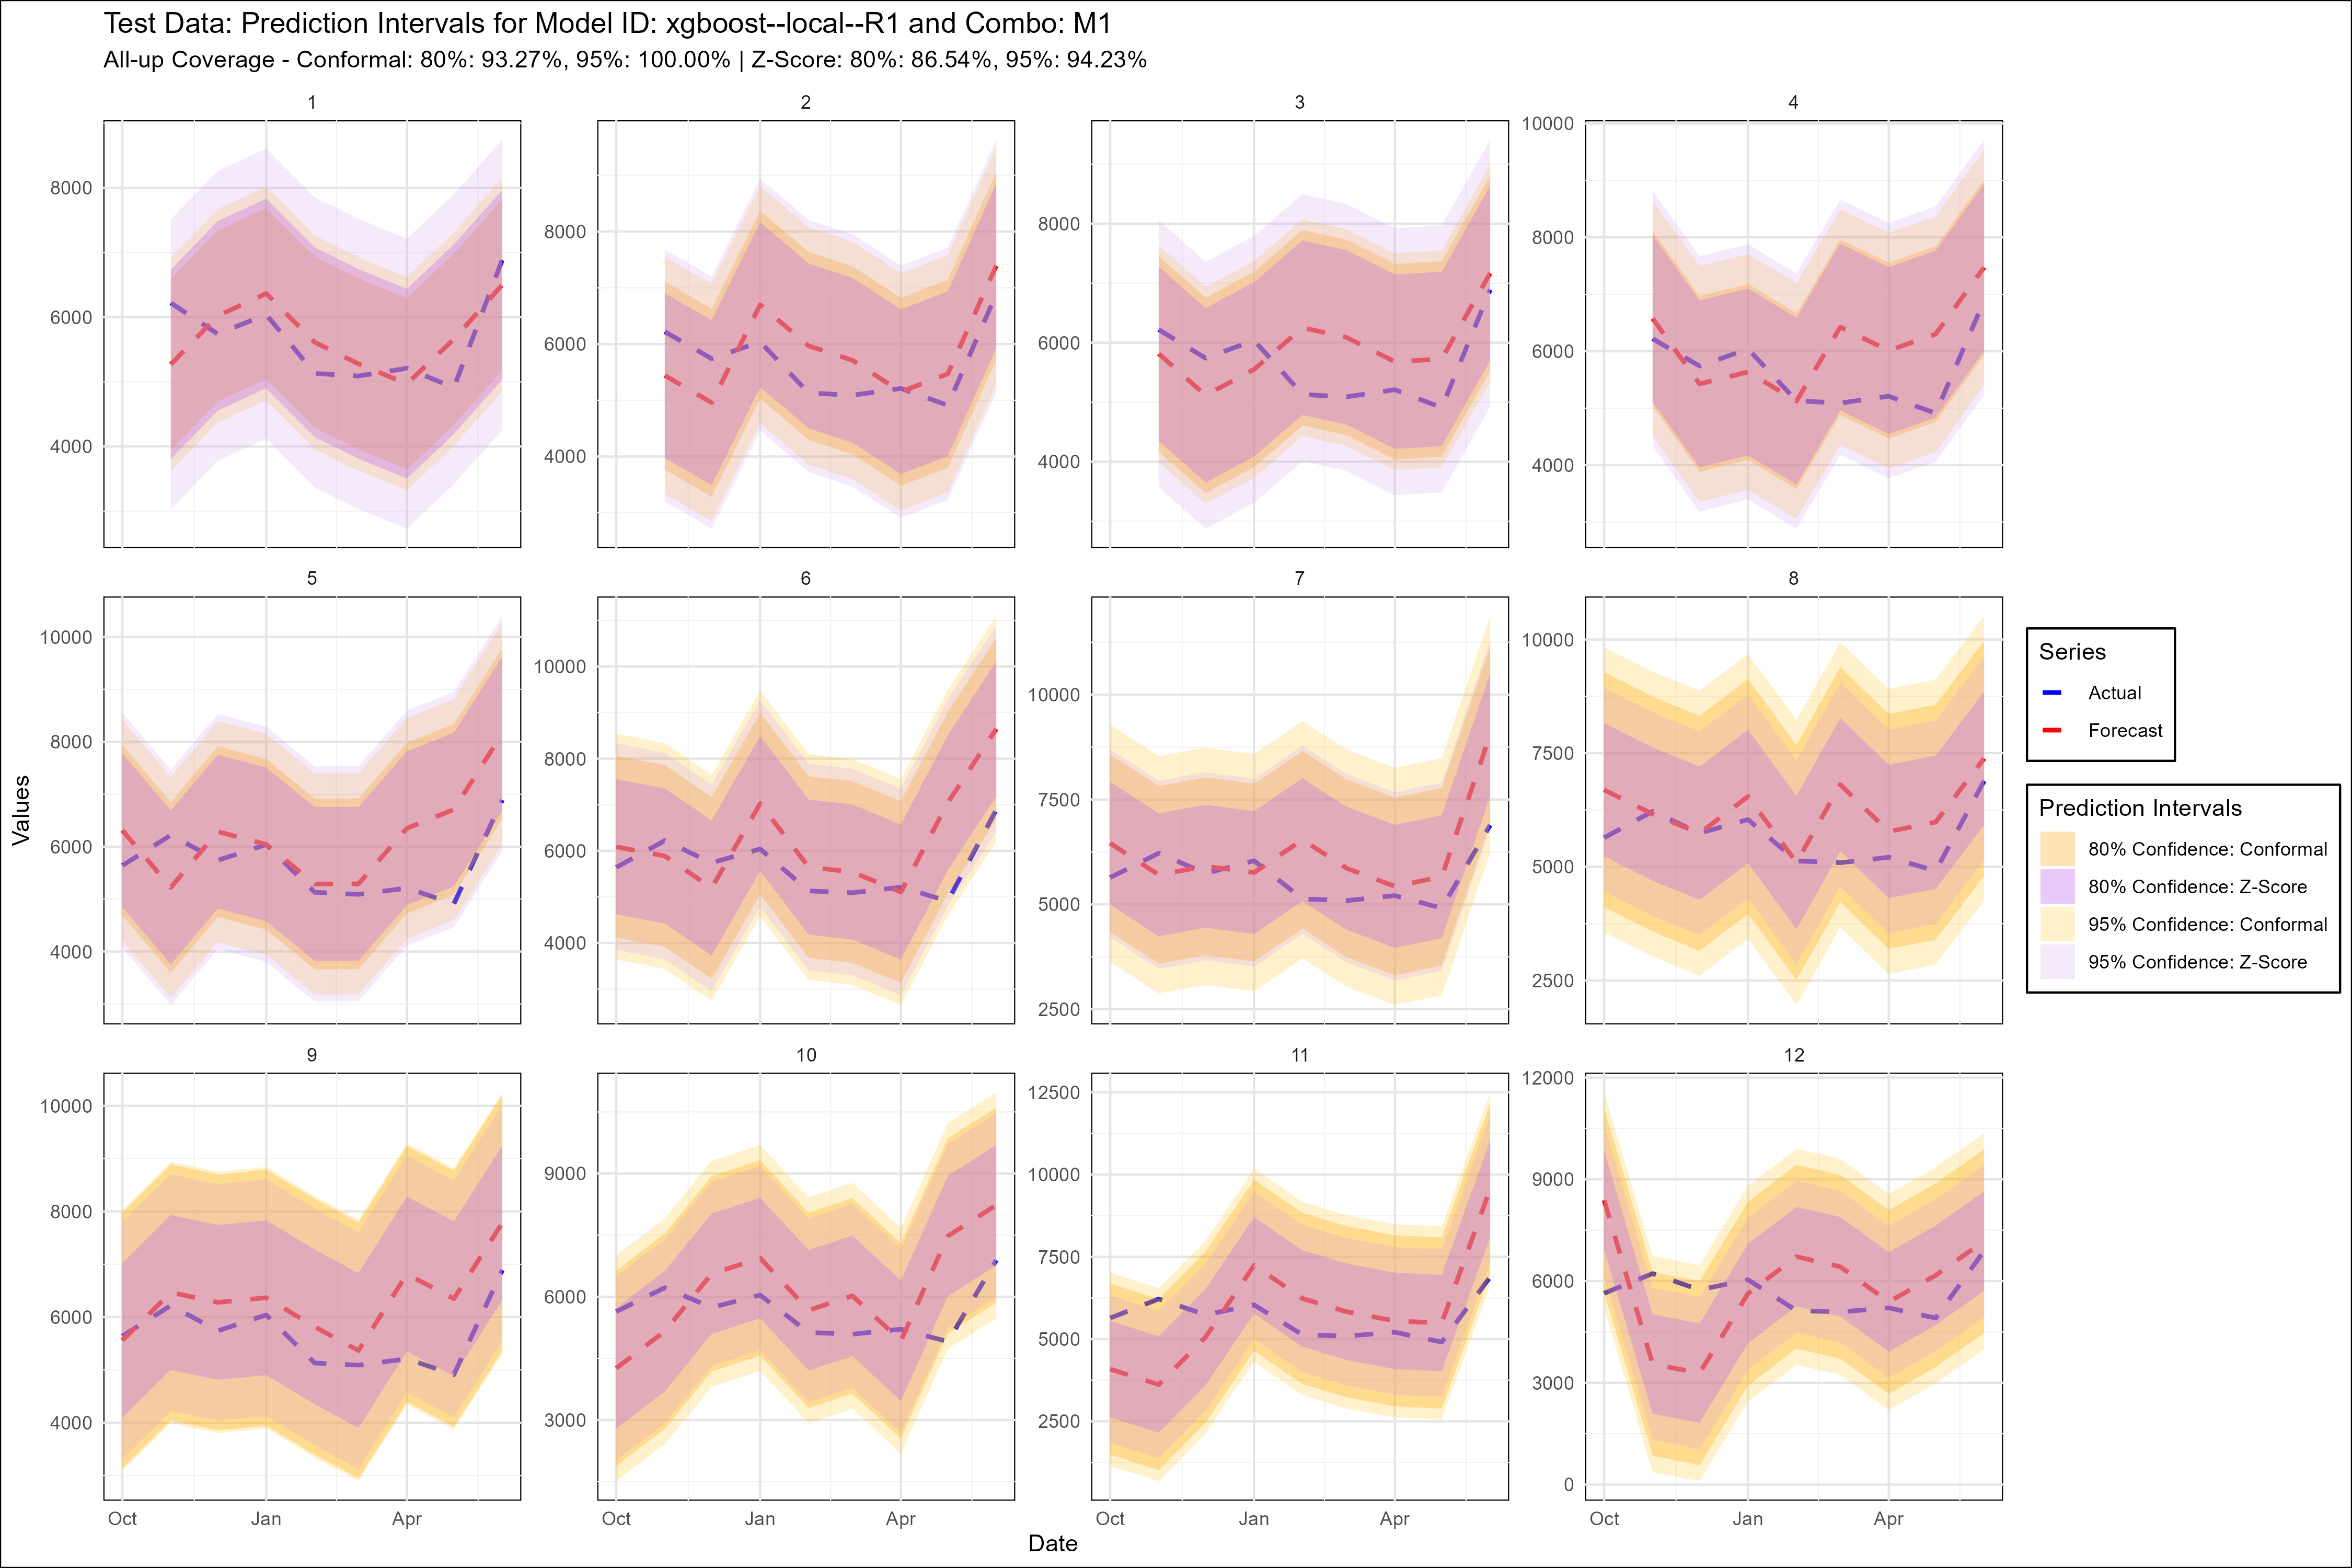 Test Data: Prediction Intervals for Model ID: xgboost--local--R1 and Combo: M1
All-up Coverage - Conformal: 80%: 93.27%, 95%: 100.00% | Z-Score: 80%: 86.54%, 95%: 94.23%
1
2
3
4
8000
6000
4000
8000
6000
4000
8000
6000
4000
10000
8000
6000
4000
5
6
7
8
10000
8000
6000
4000
10000
8000
6000
4000
10000
7500
5000
2500
10000
7500
5000
2500
9
10
11
12
10000
8000
6000
4000
9000
6000
3000
12500
10000
7500
5000
2500
12000
9000
6000
3000
0
Oct
Jan
Apr
Oct
Jan
Apr
Oct
Jan
Apr
Oct
Jan
Apr
Date
Values
Series
Actual
Forecast
Prediction Intervals
80% Confidence: Conformal
80% Confidence: Z-Score
95% Confidence: Conformal
95% Confidence: Z-Score